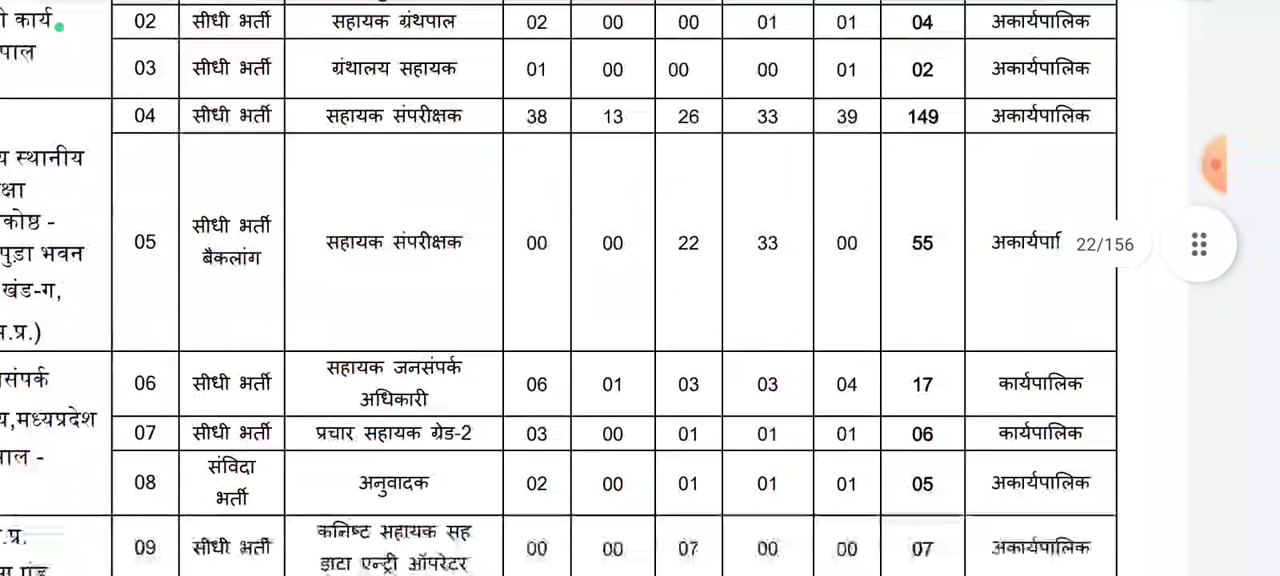 ो कार्य.
पाल
02 सीधी भर्ती सहायक ग्रंथपाल 02 00 00 01 01 04 अकार्यपालिक
03 सीधी भर्ती ग्रंथालय सहायक 01 00 00 00 01 02 अकार्यपालिक
04 सीधी भर्ती सहायक संपरीक्षक 38 13 26 33 39 149 अकार्यपालिक
य स्थानीय
क्षा
कोष्ठ -
पुड़ा भवन
खंड-ग,
म.प्र.)
05 सीधी भर्ती
बैकलांग
सहायक संपरीक्षक 00 00 22 33 00 55 अकार्यपा
22/156
संपर्क
य,मध्यप्रदेश
पाल -
06 सीधी भर्ती सहायक जनसंपर्क
अधिकारी
06 01 03 03 04 17 कार्यपालिक
07 सीधी भर्ती प्रचार सहायक ग्रेड-2 03 00 01 01 01 06 कार्यपालिक
08 संविदा
भर्ती
अनुवादक 02 00 01 01 01 05 अकार्यपालिक
.प्र.
09 सीधी भर्ती कनिष्ट सहायक सह
डाटा एन्ट्री ऑपरेटर
00 00 07 00 00 07 अकार्यपालिक